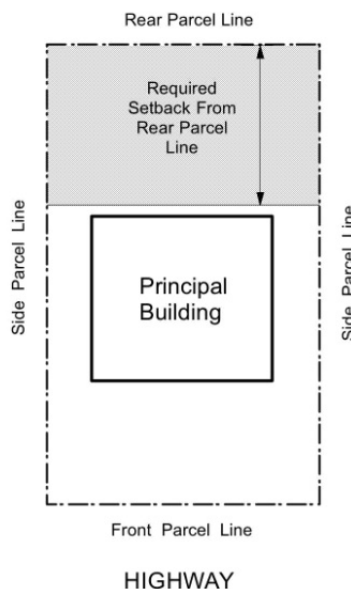 Rear Parcel Line
Required
Setback From
Rear Parcel
Line
Side Parcel Line
Side Parcel Line
Principal
Building
Front Parcel Line
HIGHWAY